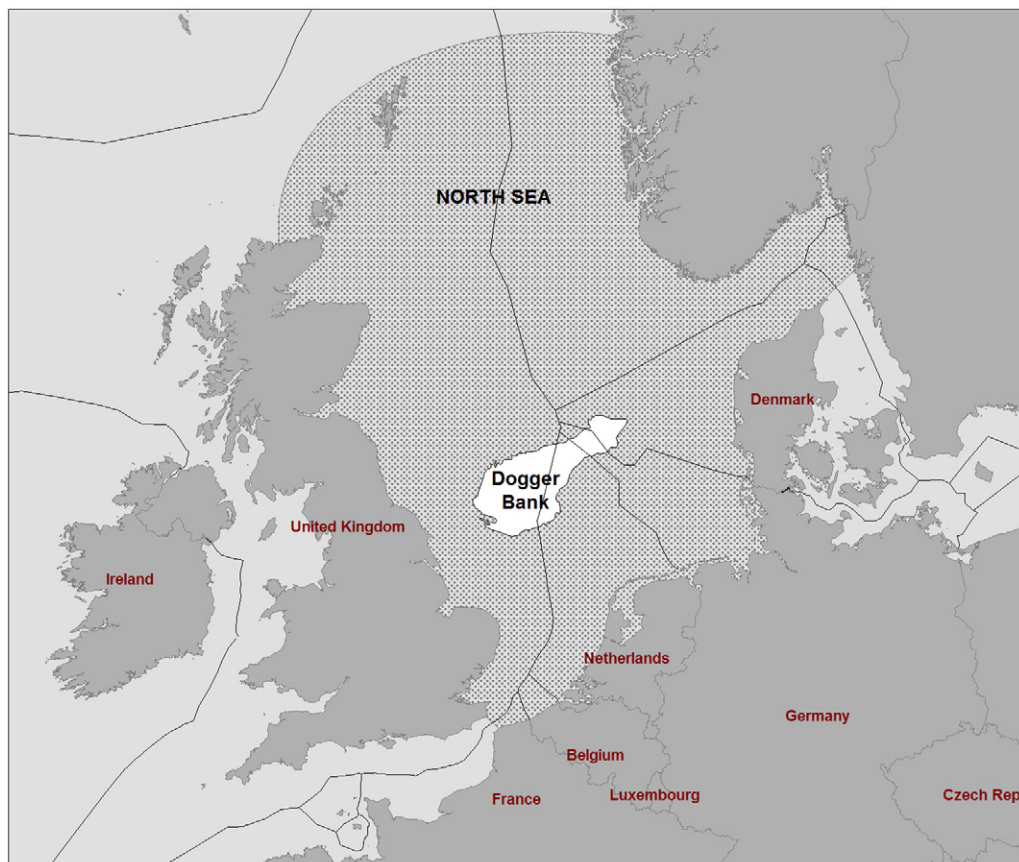 NORTH SEA
Denmark
Dogger
Bank
United Kingdom
Ireland
Netherlands
Germany
Belgium
France
Luxembourg
Czech Rep